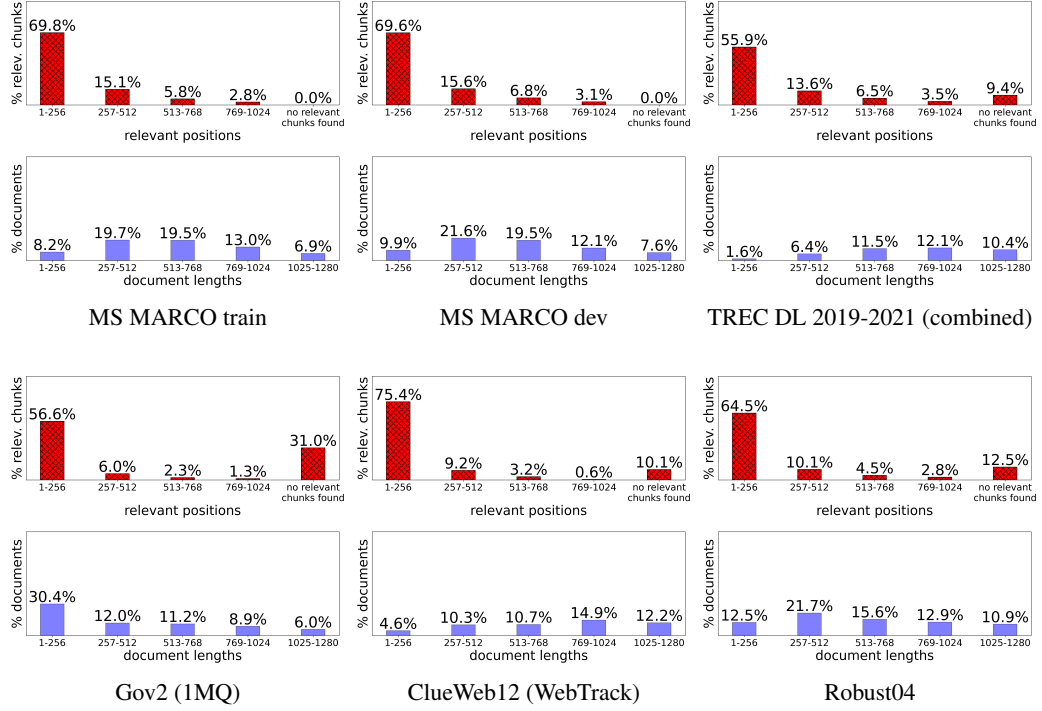 % relev. chunks
69.8%
15.1%
5.8%
2.8%
0.0%
1-256
257-512
513-768
769-1024
no relevant
chunks found
relevant positions
% documents
8.2%
19.7%
19.5%
13.0%
6.9%
1-256
257-512
513-768
769-1024
1025-1280
document lengths
MS MARCO train
% relev. chunks
69.6%
15.6%
6.8%
3.1%
0.0%
1-256
257-512
513-768
769-1024
no relevant
chunks found
relevant positions
% documents
9.9%
21.6%
19.5%
12.1%
7.6%
1-256
257-512
513-768
769-1024
1025-1280
document lengths
MS MARCO dev
% relev. chunks
55.9%
13.6%
6.5%
3.5%
9.4%
1-256
257-512
513-768
769-1024
no relevant
chunks found
relevant positions
% documents
1.6%
6.4%
11.5%
12.1%
10.4%
1-256
257-512
513-768
769-1024
1025-1280
document lengths
TREC DL 2019-2021 (combined)
% relev. chunks
56.6%
6.0%
2.3%
1.3%
31.0%
1-256
257-512
513-768
769-1024
no relevant
chunks found
relevant positions
% documents
30.4%
12.0%
11.2%
8.9%
6.0%
1-256
257-512
513-768
769-1024
1025-1280
document lengths
Gov2 (1MQ)
% relev. chunks
75.4%
9.2%
3.2%
0.6%
10.1%
1-256
257-512
513-768
769-1024
no relevant
chunks found
relevant positions
% documents
4.6%
10.3%
10.7%
14.9%
12.2%
1-256
257-512
513-768
769-1024
1025-1280
document lengths
ClueWeb12 (WebTrack)
% relev. chunks
64.5%
10.1%
4.5%
2.8%
12.5%
1-256
257-512
513-768
769-1024
no relevant
chunks found
relevant positions
% documents
12.5%
21.7%
15.6%
12.9%
10.9%
1-256
257-512
513-768
769-1024
1025-1280
document lengths
Robust04